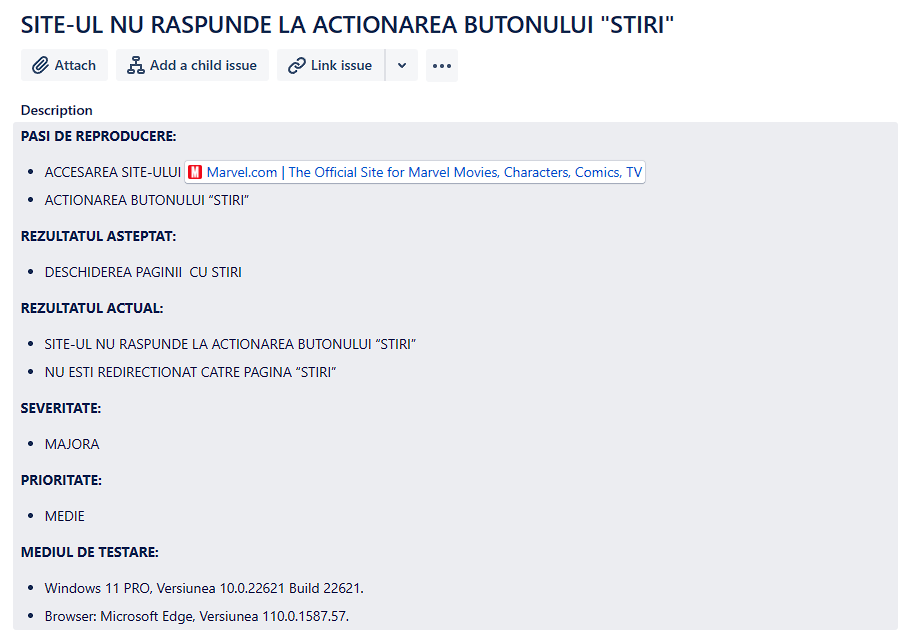 SITE-UL NU RASPUNDE LA ACTIONAREA BUTONULUI "STIRI"
Attach Add a child issue Link issue
Description
PASI DE REPRODUCERE:
ACCESAREA SITE-ULUI Marvel.com | The Official Site for Marvel Movies, Characters, Comics, TV
ACTIONAREA BUTONULUI “STIRI”
REZULTATUL ASTEPTAT:
DESCHIDEREA PAGINII CU STIRI
REZULTATUL ACTUAL:
SITE-UL NU RASPUNDE LA ACTIONAREA BUTONULUI “STIRI”
NU ESTI REDIRECTIONAT CATRE PAGINA “STIRI”
SEVERITATE:
MAJORA
PRIORITATE:
MEDIE
MEDIUL DE TESTARE:
Windows 11 PRO, Versiunea 10.0.22621 Build 22621.
Browser: Microsoft Edge, Versiunea 110.0.1587.57.